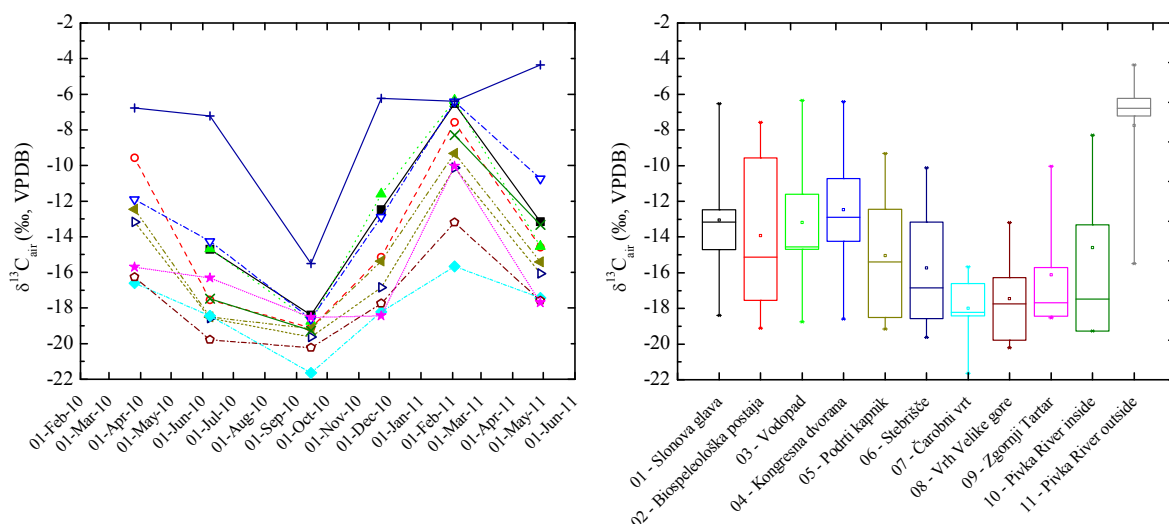 -2
-4
-6
-8
-10
-12
-14
-16
-18
-20
-22
δ¹³C_air (‰, VPDB)
01-Feb-10
01-Mar-10
01-Apr-10
01-May-10
01-Jun-10
01-Jul-10
01-Aug-10
01-Sep-10
01-Oct-10
01-Nov-10
01-Dec-10
01-Jan-11
01-Feb-11
01-Mar-11
01-Apr-11
01-May-11
01-Jun-11
-2
-4
-6
-8
-10
-12
-14
-16
-18
-20
-22
δ¹³C_air (‰, VPDB)
01 - Slonova glava
02 - Biospeleološka postaja
03 - Vodopad
04 - Kongresna dvorana
05 - Podrti kapnik
06 - Stebrišče
07 - Čarobni vrt
08 - Vrh Velike gore
09 - Zgornji Tartar
10 - Pivka River inside
11 - Pivka River outside